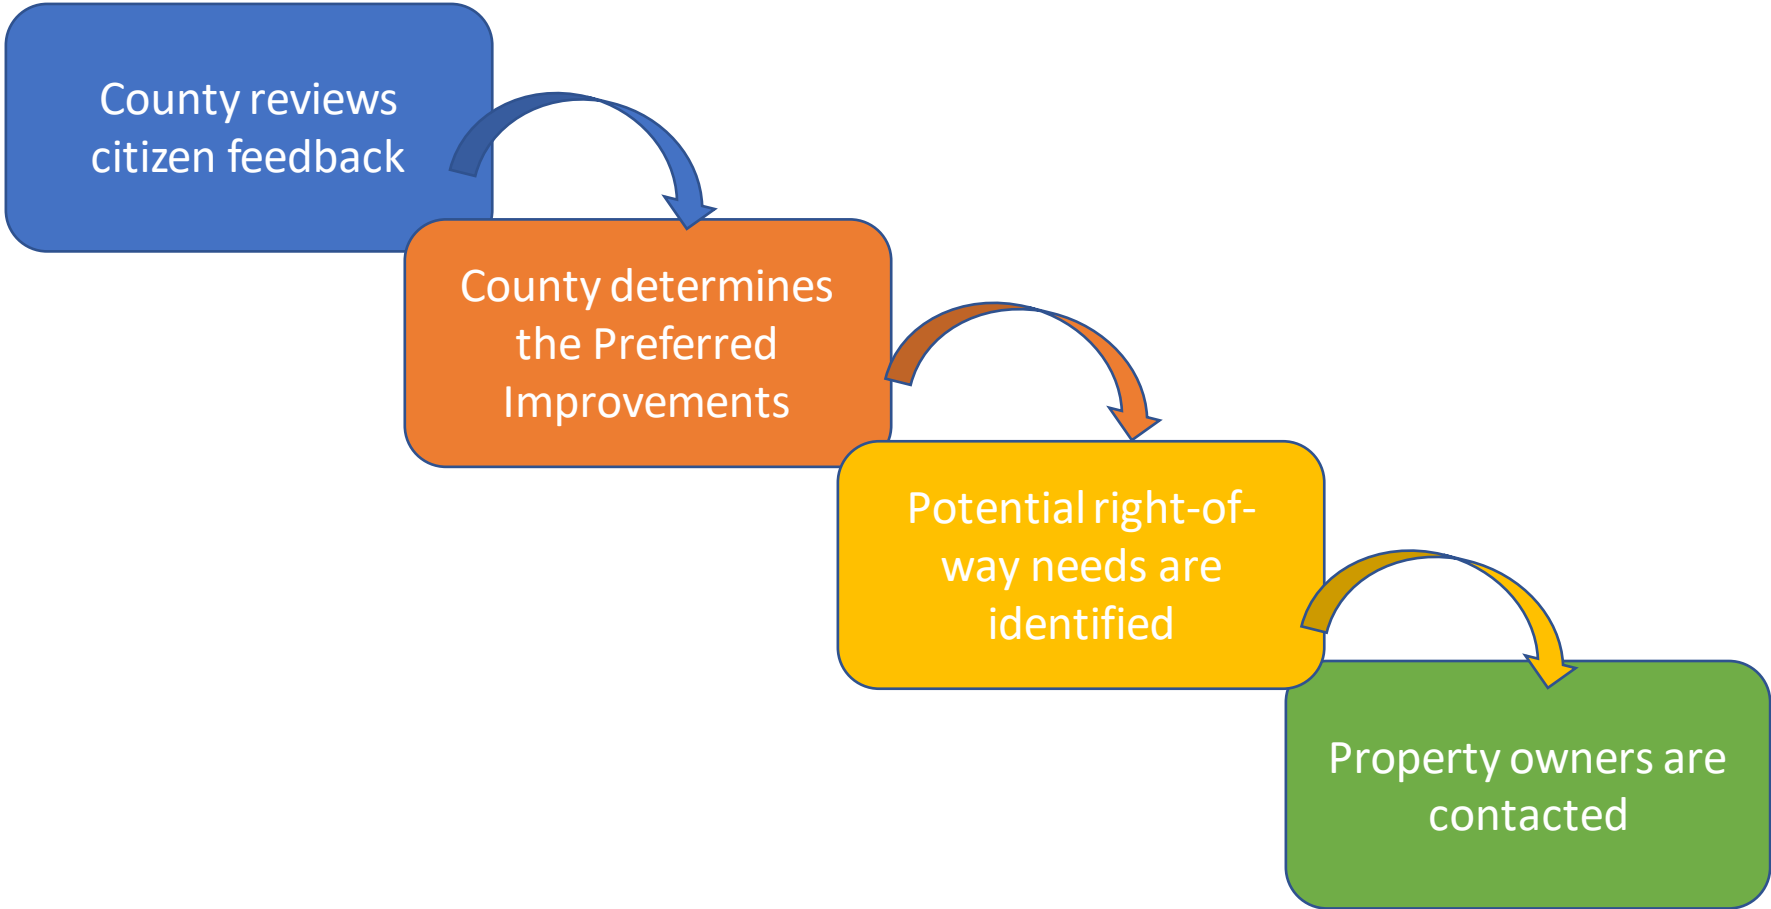 County reviews
citizen feedback
County determines
the Preferred
Improvements
Potential right-of-
way needs are
identified
Property owners are
contacted